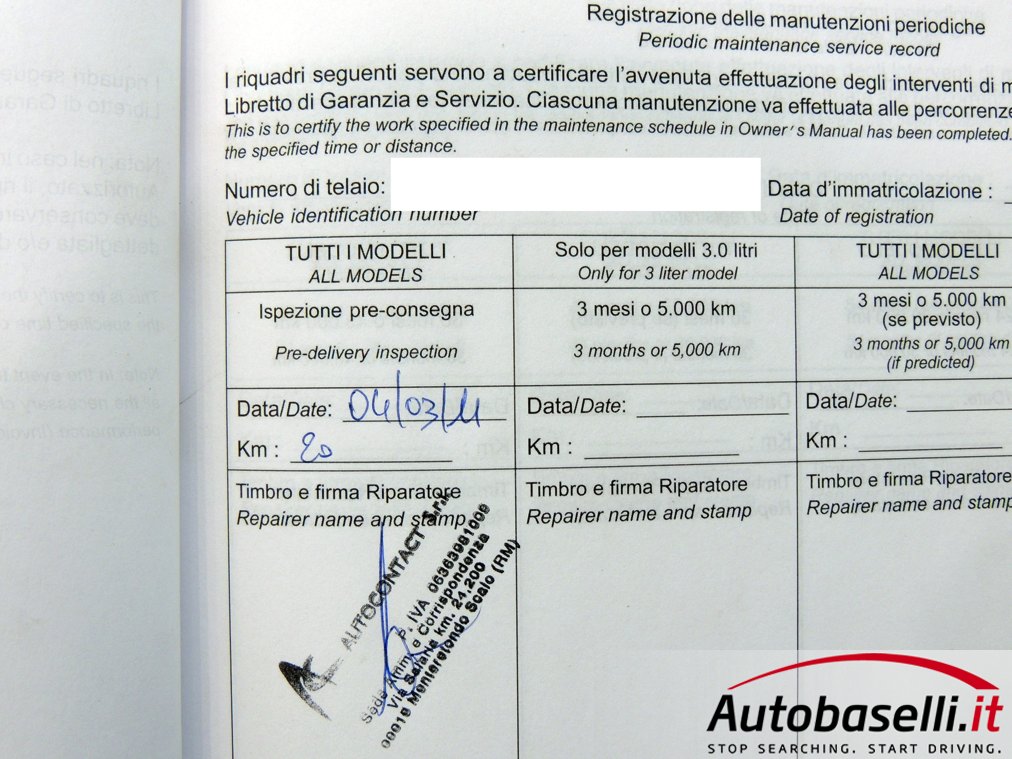 Registrazione delle manutenzioni periodiche
Periodic maintenance service record
I riquadri seguenti servono a certificare l'avvenuta effettuazione degli interventi di m
Libretto di Garanzia e Servizio. Ciascuna manutenzione va effettuata alle percorrenze
This is to certify the work specified in the maintenance schedule in Owner's Manual has been completed.
the specified time or distance.
Numero di telaio: Data d'immatricolazione :
Vehicle identification number Date of registration
TUTTI I MODELLI Solo per modelli 3.0 litri TUTTI I MODELLI
ALL MODELS Only for 3 liter model ALL MODELS
Ispezione pre-consegna 3 mesi o 5.000 km 3 mesi o 5.000 km
(se previsto)
Pre-delivery inspection 3 months or 5,000 km 3 months or 5,000 km
(if predicted)
Data/Date: 04/03/11 Data/Date: Data/Date:
Km : 20 Km : Km :
Timbro e firma Riparatore Timbro e firma Riparatore Timbro e firma Riparatore
Repairer name and stamp Repairer name and stamp Repairer name and stamp
AUTOCONTACT S.r.l.
P. IVA 06363981009
Sede Amm. e Corrispondenza
Via Salaria km. 24,200
00016 Monterotondo Scalo (RM)
Autobaselli.it
STOP SEARCHING. START DRIVING.